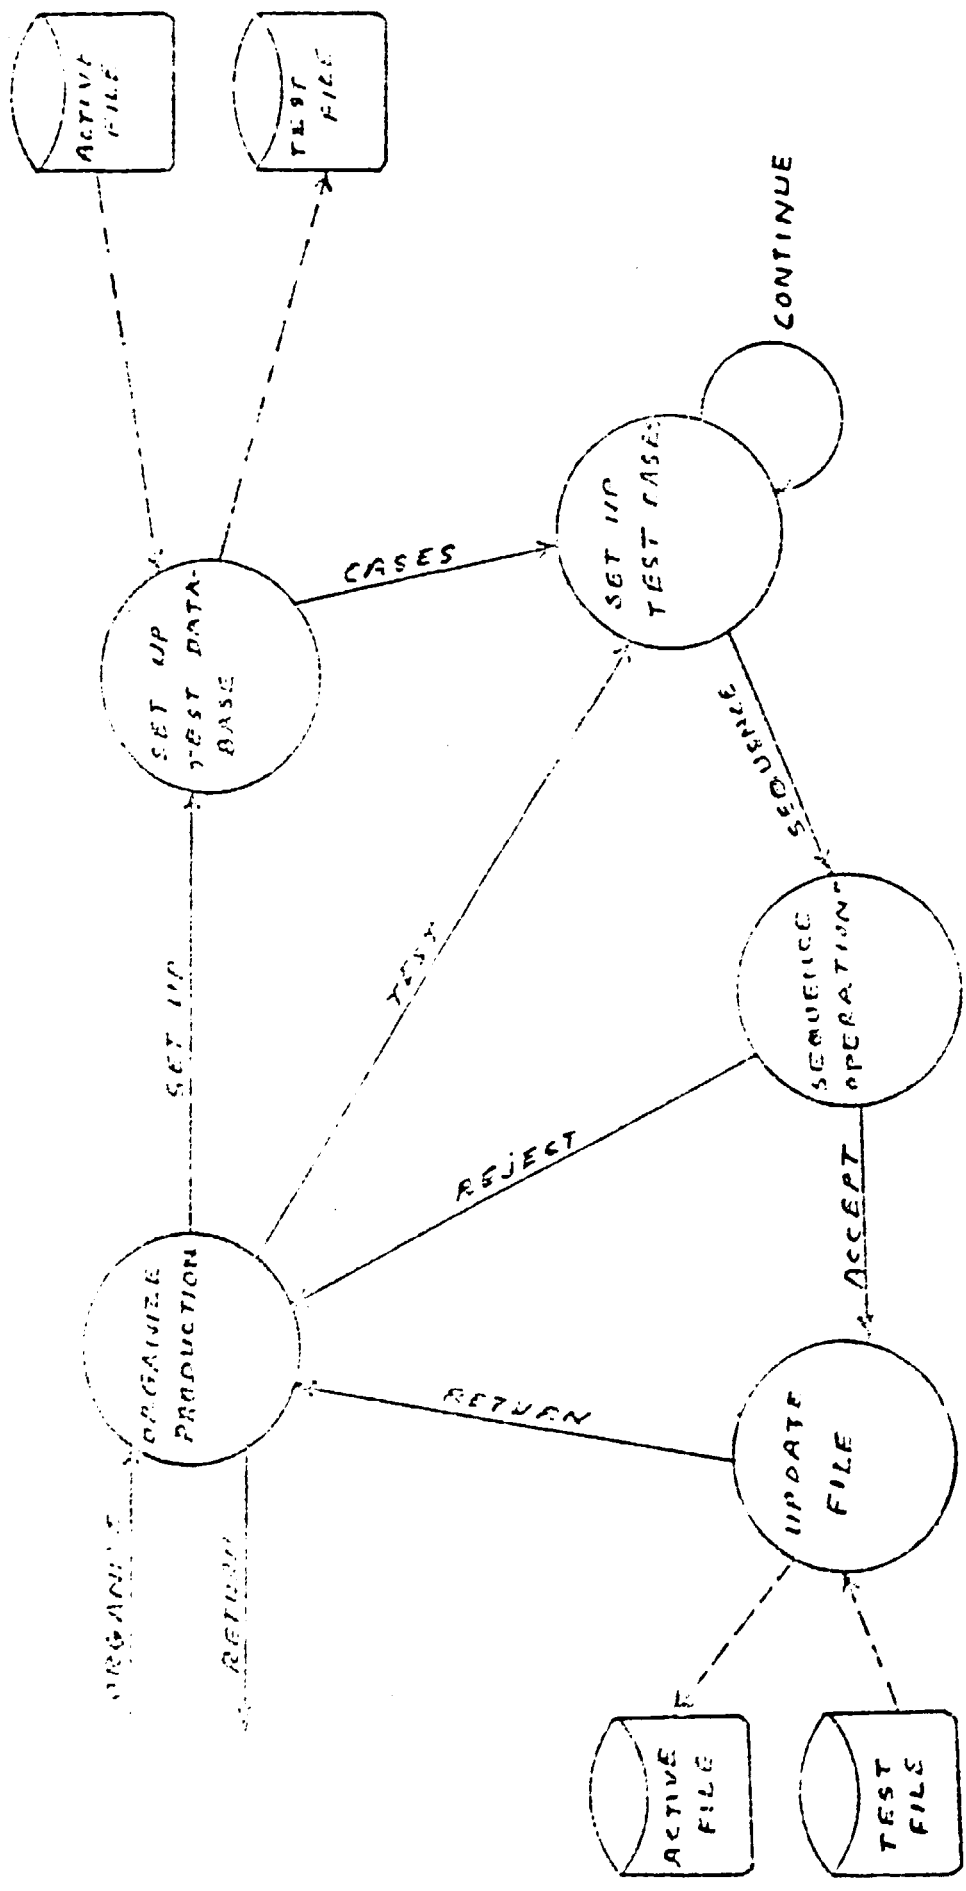 ORGANIZE
RETURN
ORGANIZE
PRODUCTION
SET UP
SET UP
TEST DATA-
BASE
ACTIVE
FILE
TEST
FILE
TEST
CASES
REJECT
RETURN
SET UP
TEST CASES
CONTINUE
SEQUENCE
ACTIVE
FILE
TEST
FILE
UPDATE
FILE
ACCEPT
SEQUENCE
OPERATION